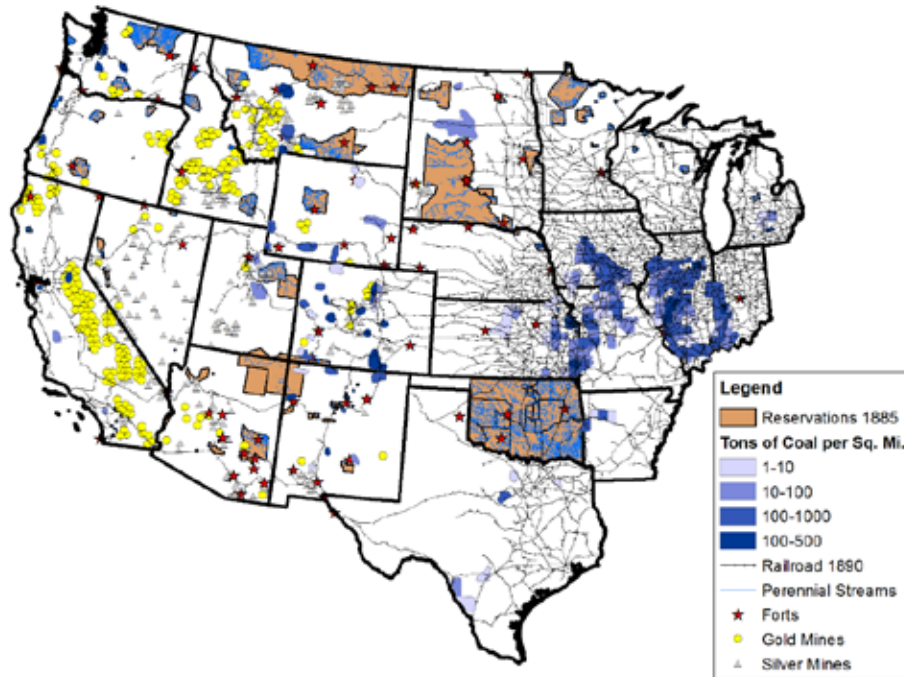 Legend
Reservations 1885
Tons of Coal per Sq. Mi.
1-10
10-100
100-1000
100-500
Railroad 1890
Perennial Streams
Forts
Gold Mines
Silver Mines